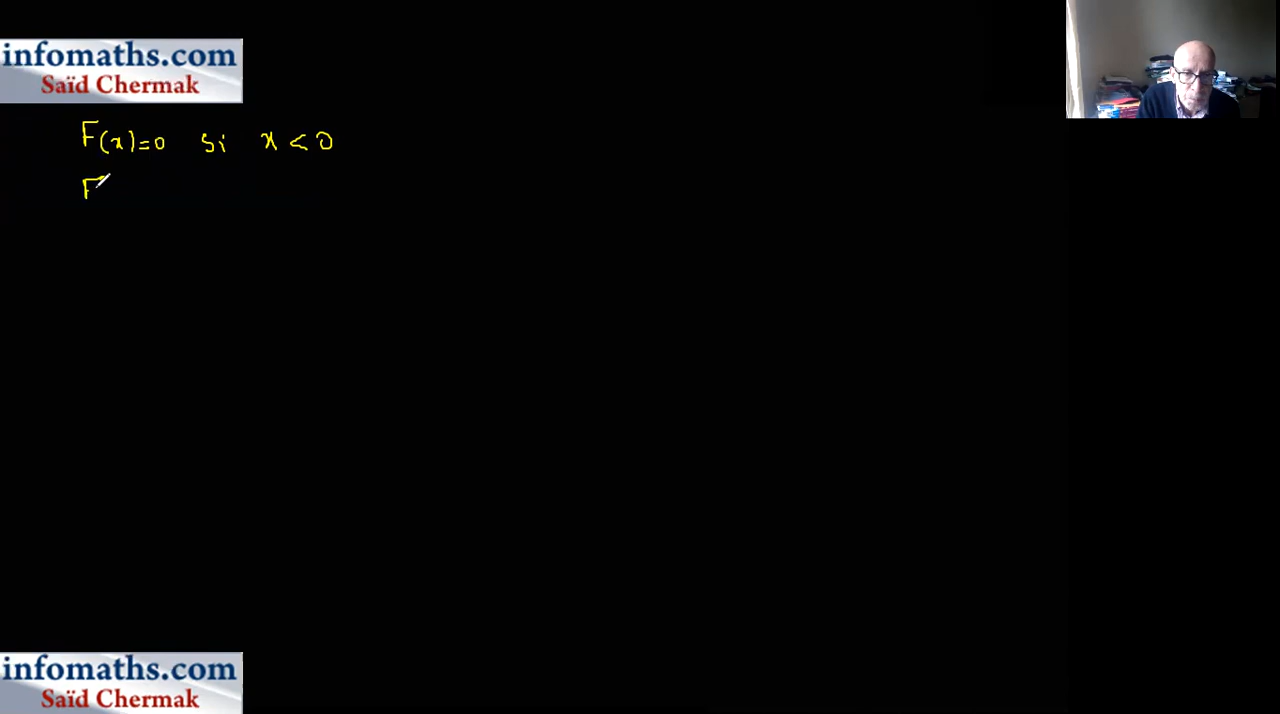 infomaths.com
Saïd Chermak
F(x)=0 si x < 0
F
infomaths.com
Saïd Chermak